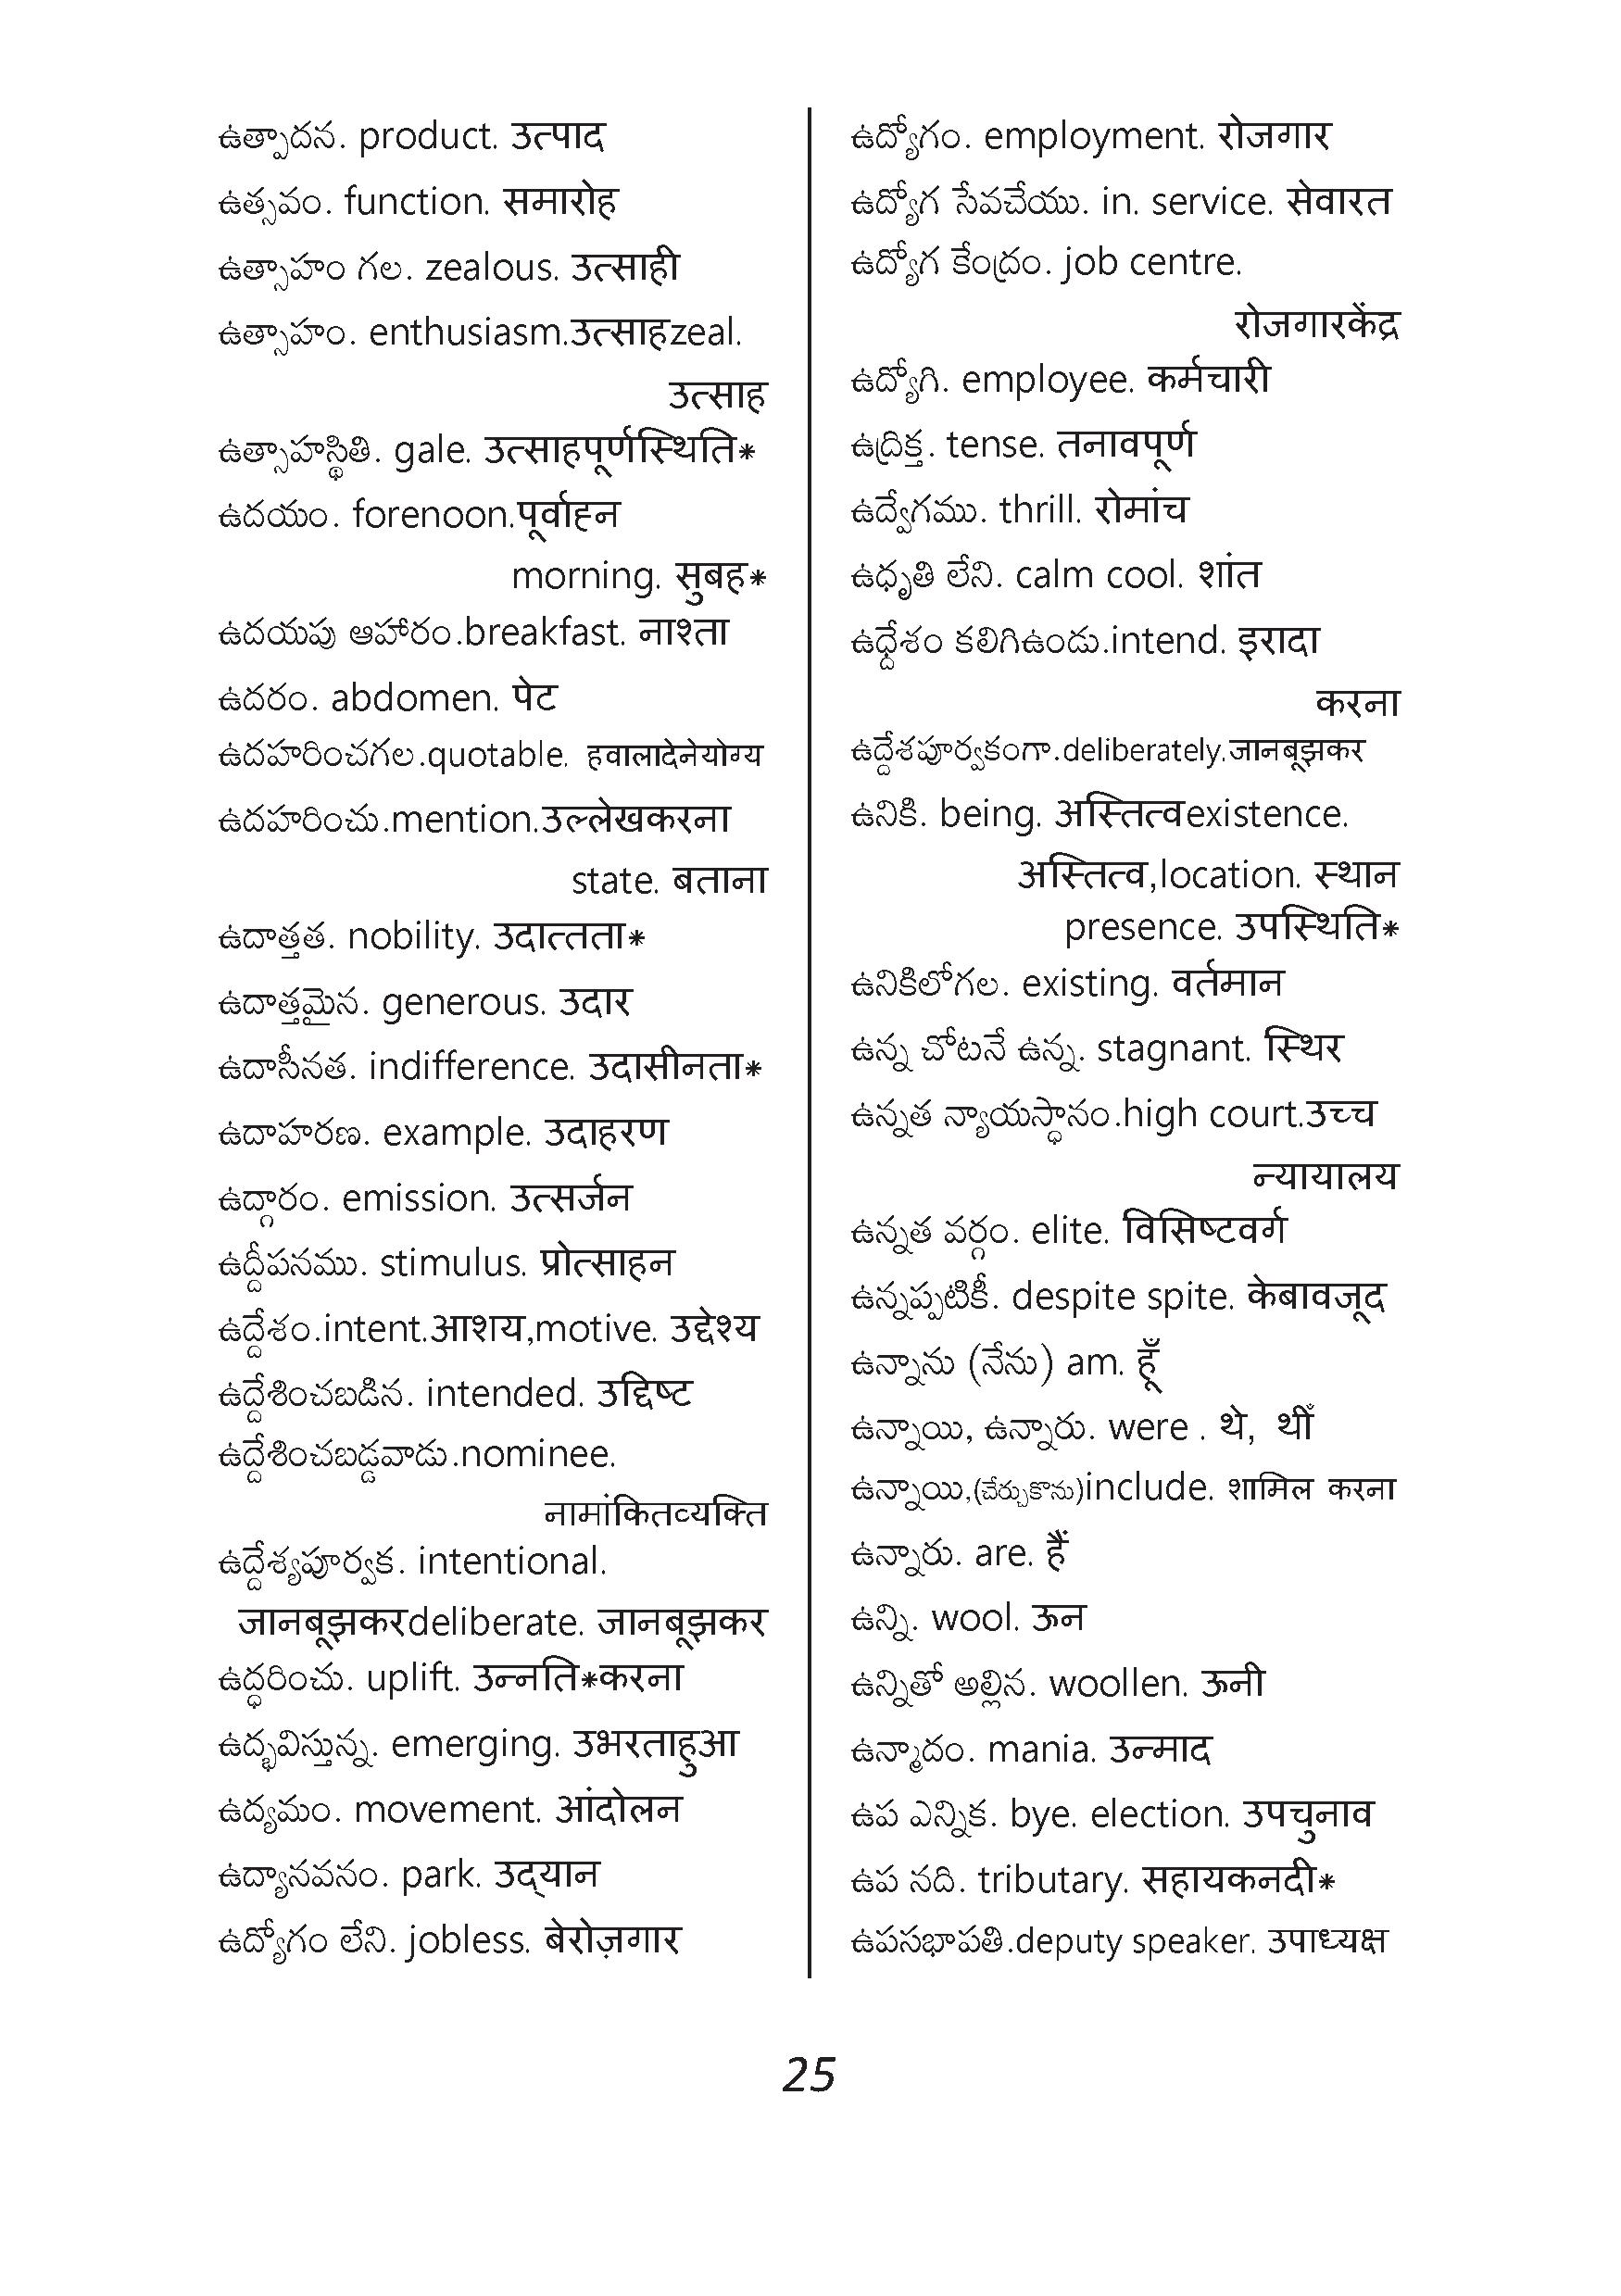 ఉత్పాదన. product. उत्पाद
ఉత్సవం. function. समारोह
ఉత్సాహం గల. zealous. उत्साही
ఉత్సాహం. enthusiasm.उत्साहzeal.
उत्साह
ఉత్సాహస్థితి. gale. उत्साहपूर्णस्थिति*
ఉదయం. forenoon.पूर्वाह्न
morning. सुबह*
ఉదయపు ఆహారం.breakfast. नाश्ता
ఉదరం. abdomen. पेट
ఉదహరించగల.quotable. हवालादेनेयोग्य
ఉదహరించు.mention.उल्लेखकरना
state. बताना
ఉదాత్తత. nobility. उदात्तता*
ఉదాత్తమైన. generous. उदार
ఉదాసీనత. indifference. उदासीनता*
ఉదాహరణ. example. उदाहरण
ఉద్గారం. emission. उत्सर्जन
ఉద్దీపనము. stimulus. प्रोत्साहन
ఉద్దేశం.intent.आशय,motive. उद्देश्य
ఉద్దేశించబడిన. intended. उद्दिष्ट
ఉద్దేశించబడ్డవాడు.nominee.
नामांकितव्यक्ति
ఉద్దేశ్యపూర్వక. intentional.
जानबूझकरdeliberate. जानबूझकर
ఉద్ధరించు. uplift. उन्नति*करना
ఉద్భవిస్తున్న. emerging. उभरताहुआ
ఉద్యమం. movement. आंदोलन
ఉద్యానవనం. park. उद्‌यान
ఉద్యోగం లేని. jobless. बेरोज़गार
ఉద్యోగం. employment. रोजगार
ఉద్యోగ సేవచేయు. in. service. सेवारत
ఉద్యోగ కేంద్రం. job centre.
रोजगारकेंद्र
ఉద్యోగి. employee. कर्मचारी
ఉద్రిక్త. tense. तनावपूर्ण
ఉద్వేగము. thrill. रोमांच
ఉధృతి లేని. calm cool. शांत
ఉద్ధేశం కలిగిఉండు.intend. इरादा
करना
ఉద్దేశపూర్వకంగా.deliberately.जानबूझकर
ఉనికి. being. अस्तित्वexistence.
अस्तित्व,location. स्थान
presence. उपस्थिति*
ఉనికిలోగల. existing. वर्तमान
ఉన్న చోటనే ఉన్న. stagnant. स्थिर
ఉన్నత న్యాయస్థానం.high court.उच्च
न्यायालय
ఉన్నత వర్గం. elite. विसिष्टवर्ग
ఉన్నప్పటికీ. despite spite. केबावजूद
ఉన్నాను (నేను) am. हूँ
ఉన్నాయి, ఉన్నారు. were . थे, थीँ
ఉన్నాయి,(చేర్చుకొను)include. शामिल करना
ఉన్నారు. are. हैं
ఉన్ని. wool. ऊन
ఉన్నితో అల్లిన. woollen. ऊनी
ఉన్మాదం. mania. उन्माद
ఉప ఎన్నిక. bye. election. उपचुनाव
ఉప నది. tributary. सहायकनदी*
ఉపసభాపతి.deputy speaker. उपाध्यक्ष
25